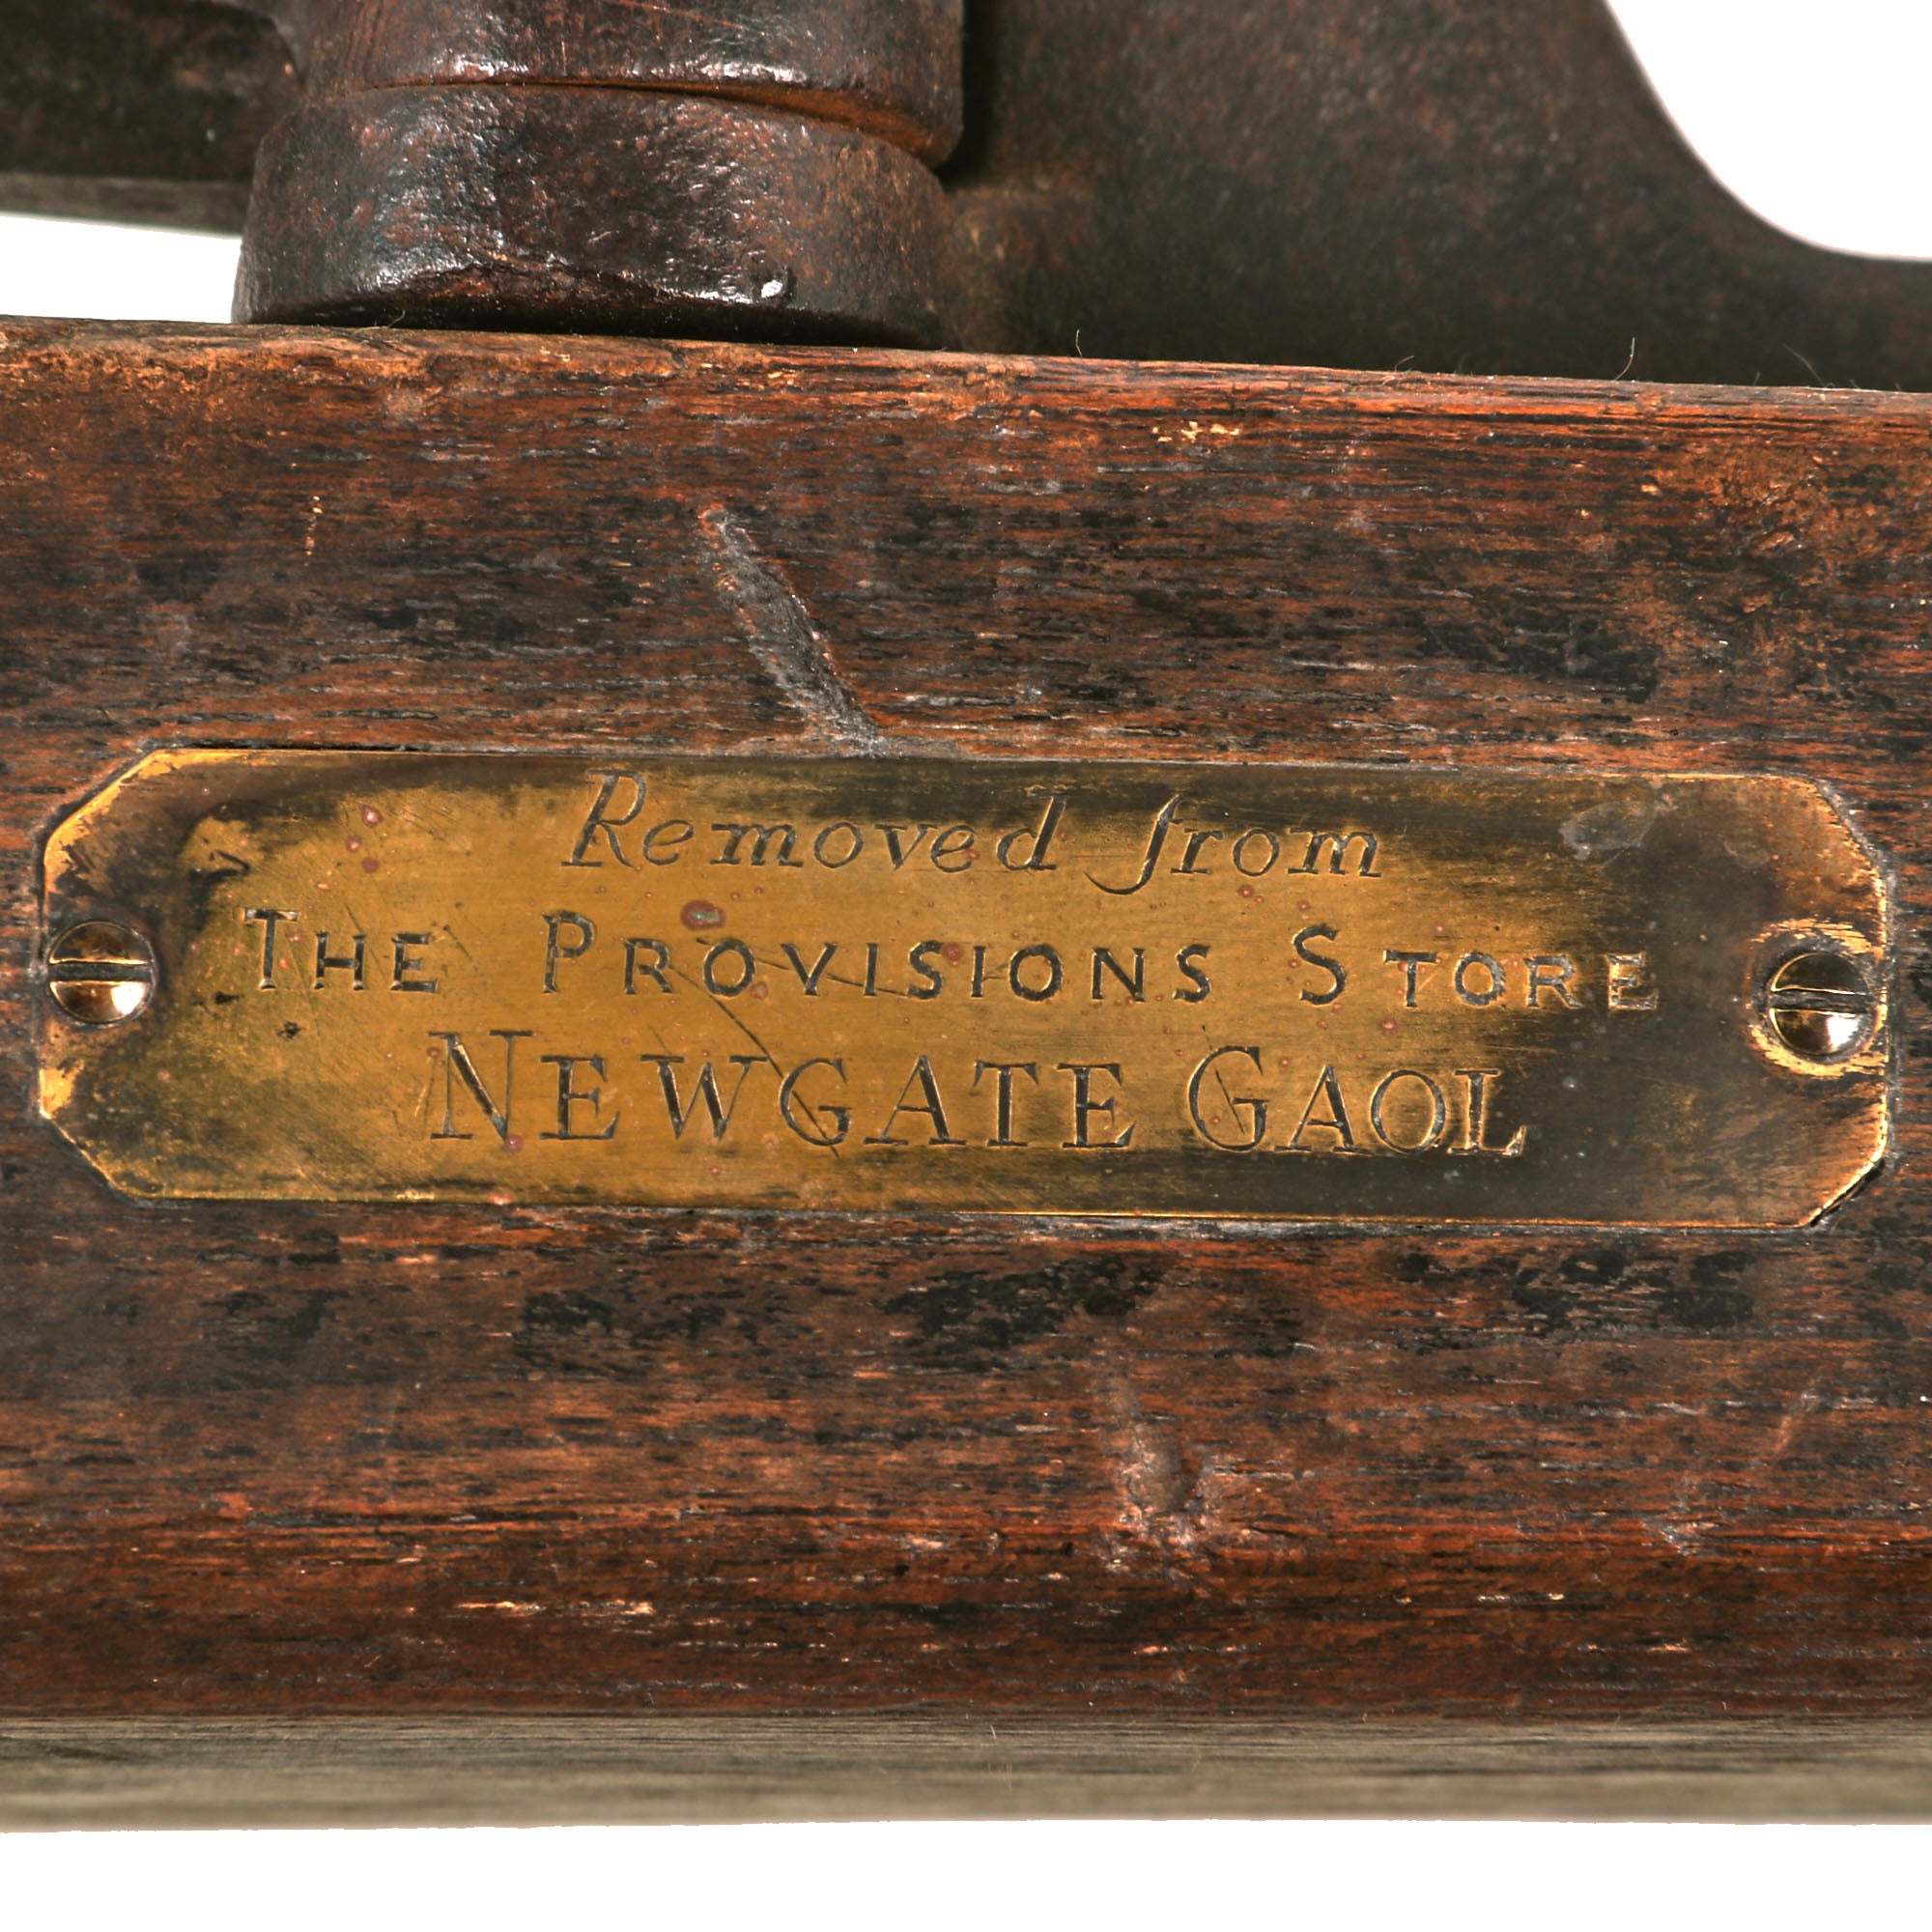 Removed from
THE PROVISIONS STORE
NEWGATE GAOL